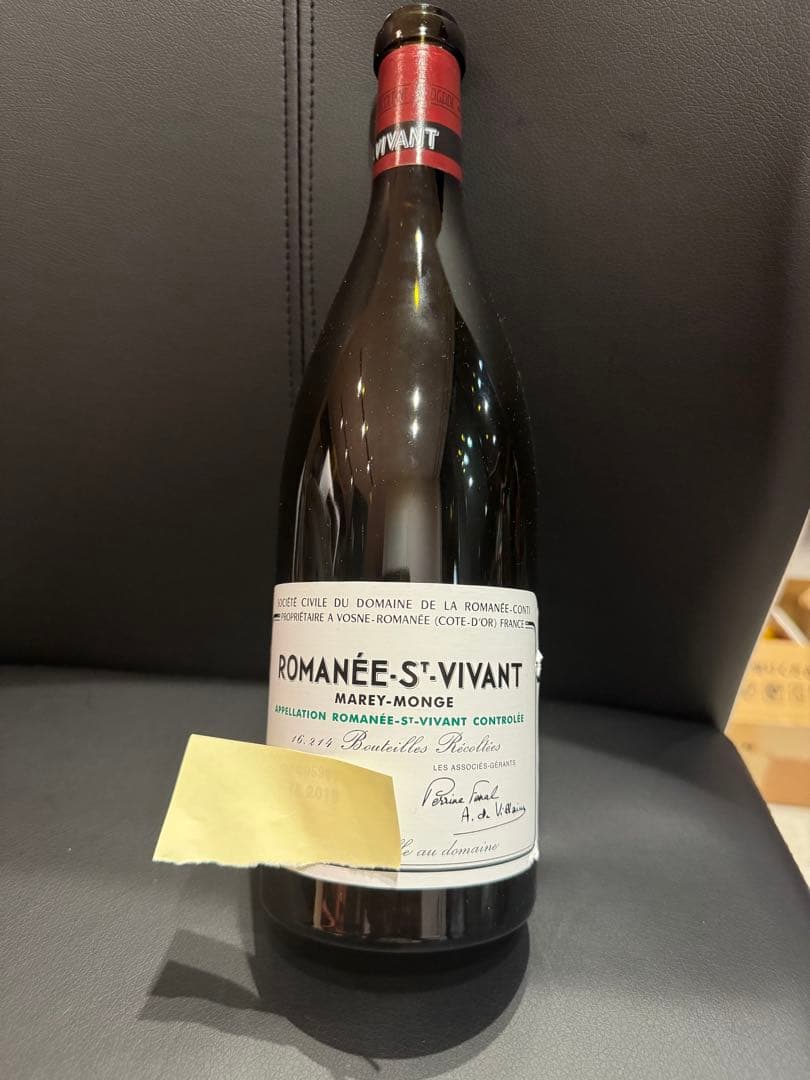 VIVANT
SOCIÉTÉ CIVILE DU DOMAINE DE LA ROMANÉE-CONTI
PROPRIÉTAIRE A VOSNE-ROMANÉE (COTE-D'OR) FRANCE
ROMANÉE-Sᵀ-VIVANT
MAREY-MONGE
APPELLATION ROMANÉE-Sᵀ-VIVANT CONTROLÉE
16.214 Bouteilles Récoltées
LES ASSOCIÉS-GÉRANTS
Perrine Fenal
A. de Villaine
au domaine